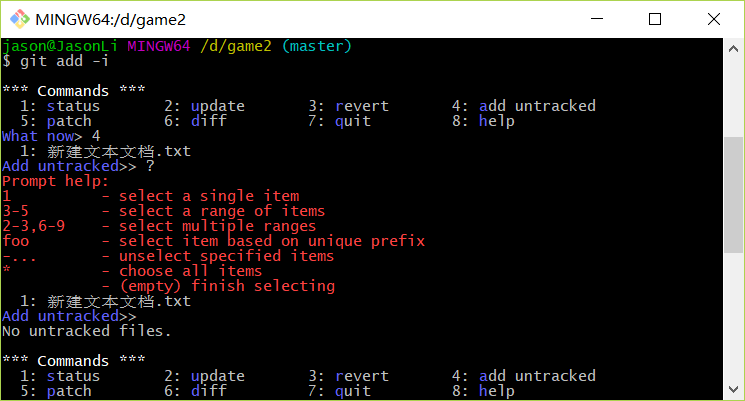 MINGW64:/d/game2
jason@JasonLi MINGW64 /d/game2 (master)
$ git add -i
*** Commands ***
1: status 2: update 3: revert 4: add untracked
5: patch 6: diff 7: quit 8: help
What now> 4
1: 新建文本文档.txt
Add untracked>> ?
Prompt help:
1 - select a single item
3-5 - select a range of items
2-3,6-9 - select multiple ranges
foo - select item based on unique prefix
-... - unselect specified items
* - choose all items
- (empty) finish selecting
1: 新建文本文档.txt
Add untracked>>
No untracked files.
*** Commands ***
1: status 2: update 3: revert 4: add untracked
5: patch 6: diff 7: quit 8: help